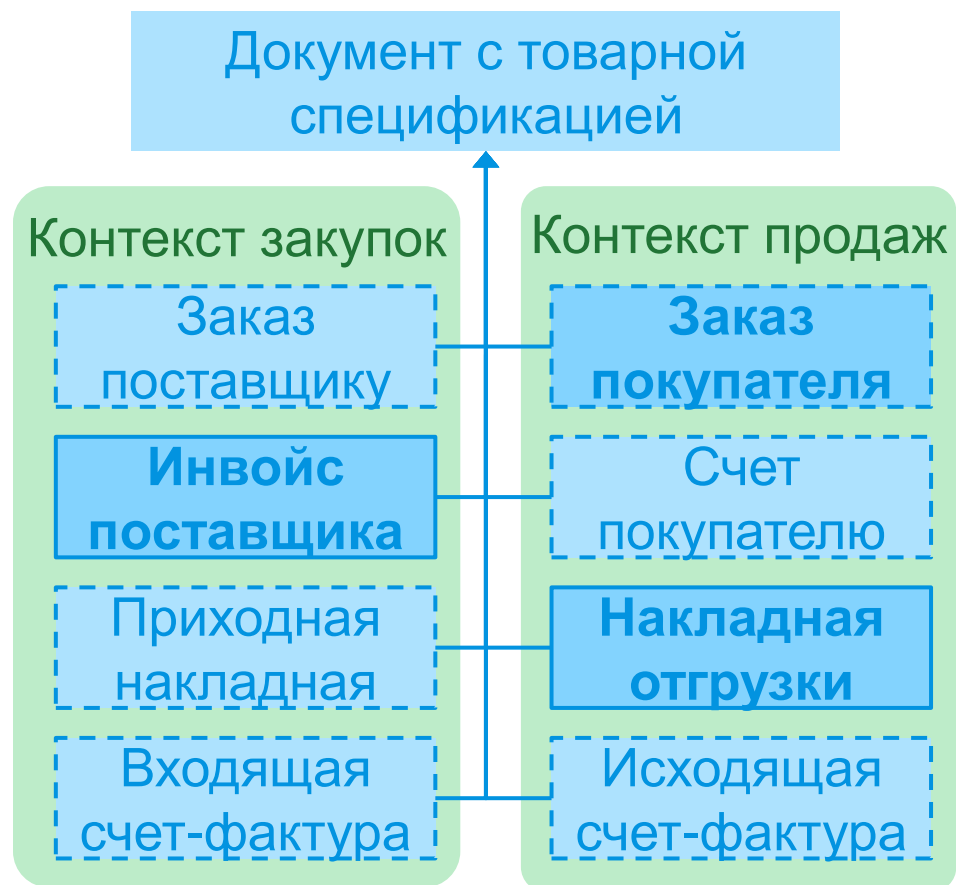 Документ с товарной
спецификацией
Контекст закупок
Заказ
поставщику
Инвойс
поставщика
Приходная
накладная
Входящая
счет-фактура
Контекст продаж
Заказ
покупателя
Счет
покупателю
Накладная
отгрузки
Исходящая
счет-фактура